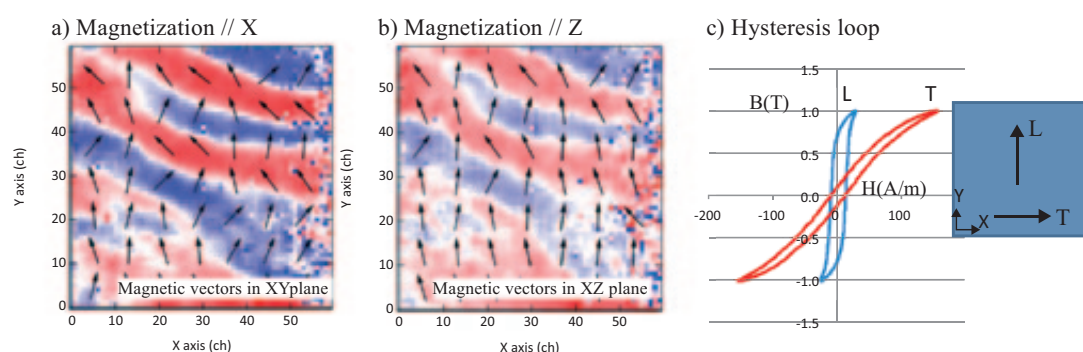 a) Magnetization // X
b) Magnetization // Z
c) Hysteresis loop
Y axis (ch)
50
40
30
20
10
0
Magnetic vectors in XYplane
0 10 20 30 40 50
X axis (ch)
Y axis (ch)
50
40
30
20
10
0
Magnetic vectors in XZ plane
0 10 20 30 40 50
X axis (ch)
1.5
L T
B(T)
1.0
0.5
0.0
H(A/m)
-200 -100 0 100
-0.5
-1.0
-1.5
L
Y
X
T